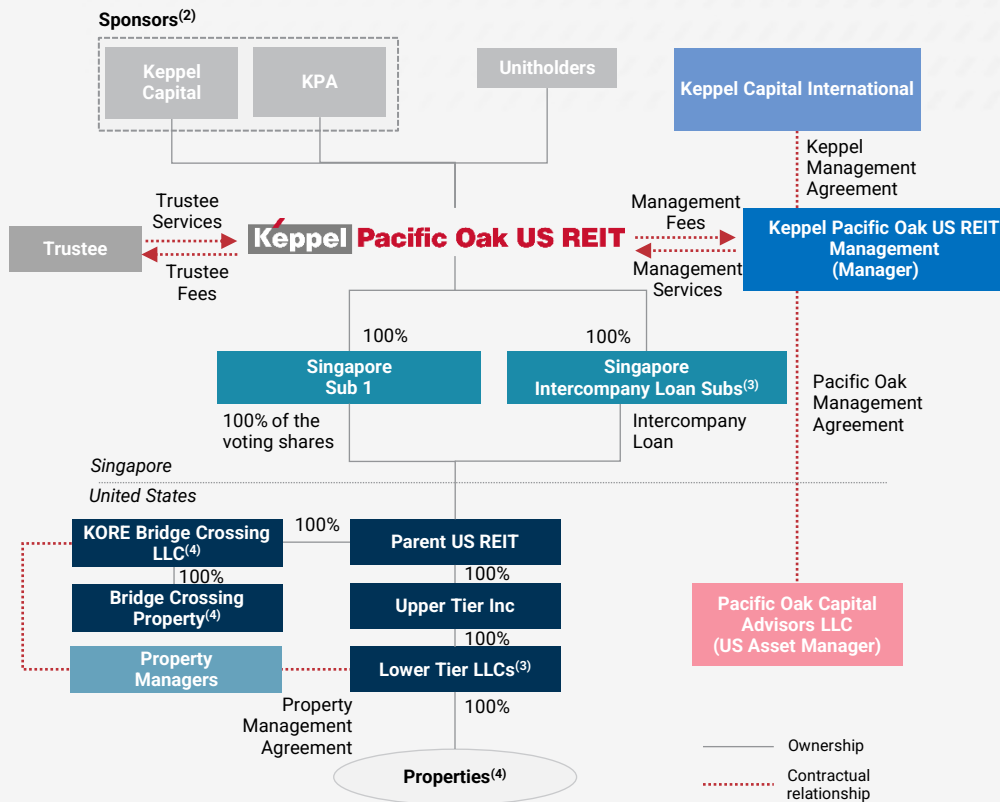 Sponsors(2)
Keppel
Capital
KPA
Unitholders
Keppel Capital International
Keppel
Management
Agreement
Trustee
Trustee
Services
Trustee
Fees
Keppel Pacific Oak US REIT
Management
Fees
Management
Services
Keppel Pacific Oak US REIT
Management
(Manager)
100%
100%
Singapore
Sub 1
Singapore
Intercompany Loan Subs(3)
Pacific Oak
Management
Agreement
100% of the
voting shares
Intercompany
Loan
Singapore
United States
KORE Bridge Crossing
LLC(4)
100%
Parent US REIT
100%
100%
Bridge Crossing
Property(4)
Upper Tier Inc
Pacific Oak Capital
Advisors LLC
(US Asset Manager)
100%
Property
Managers
Lower Tier LLCs(3)
Property
Management
Agreement
100%
Properties(4)
Ownership
Contractual
relationship